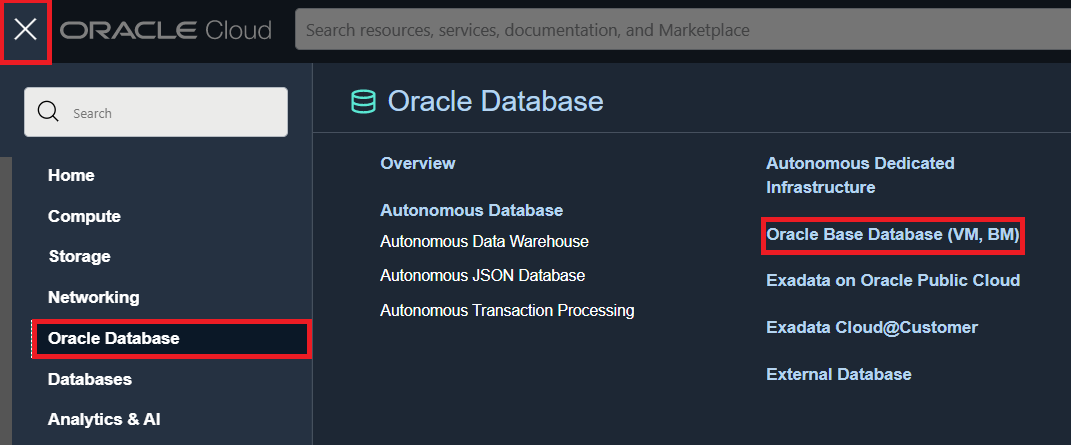 ORACLE Cloud
Search resources, services, documentation, and Marketplace
Search
Home
Compute
Storage
Networking
Oracle Database
Databases
Analytics & AI
Oracle Database
Overview
Autonomous Database
Autonomous Data Warehouse
Autonomous JSON Database
Autonomous Transaction Processing
Autonomous Dedicated
Infrastructure
Oracle Base Database (VM, BM)
Exadata on Oracle Public Cloud
Exadata Cloud@Customer
External Database